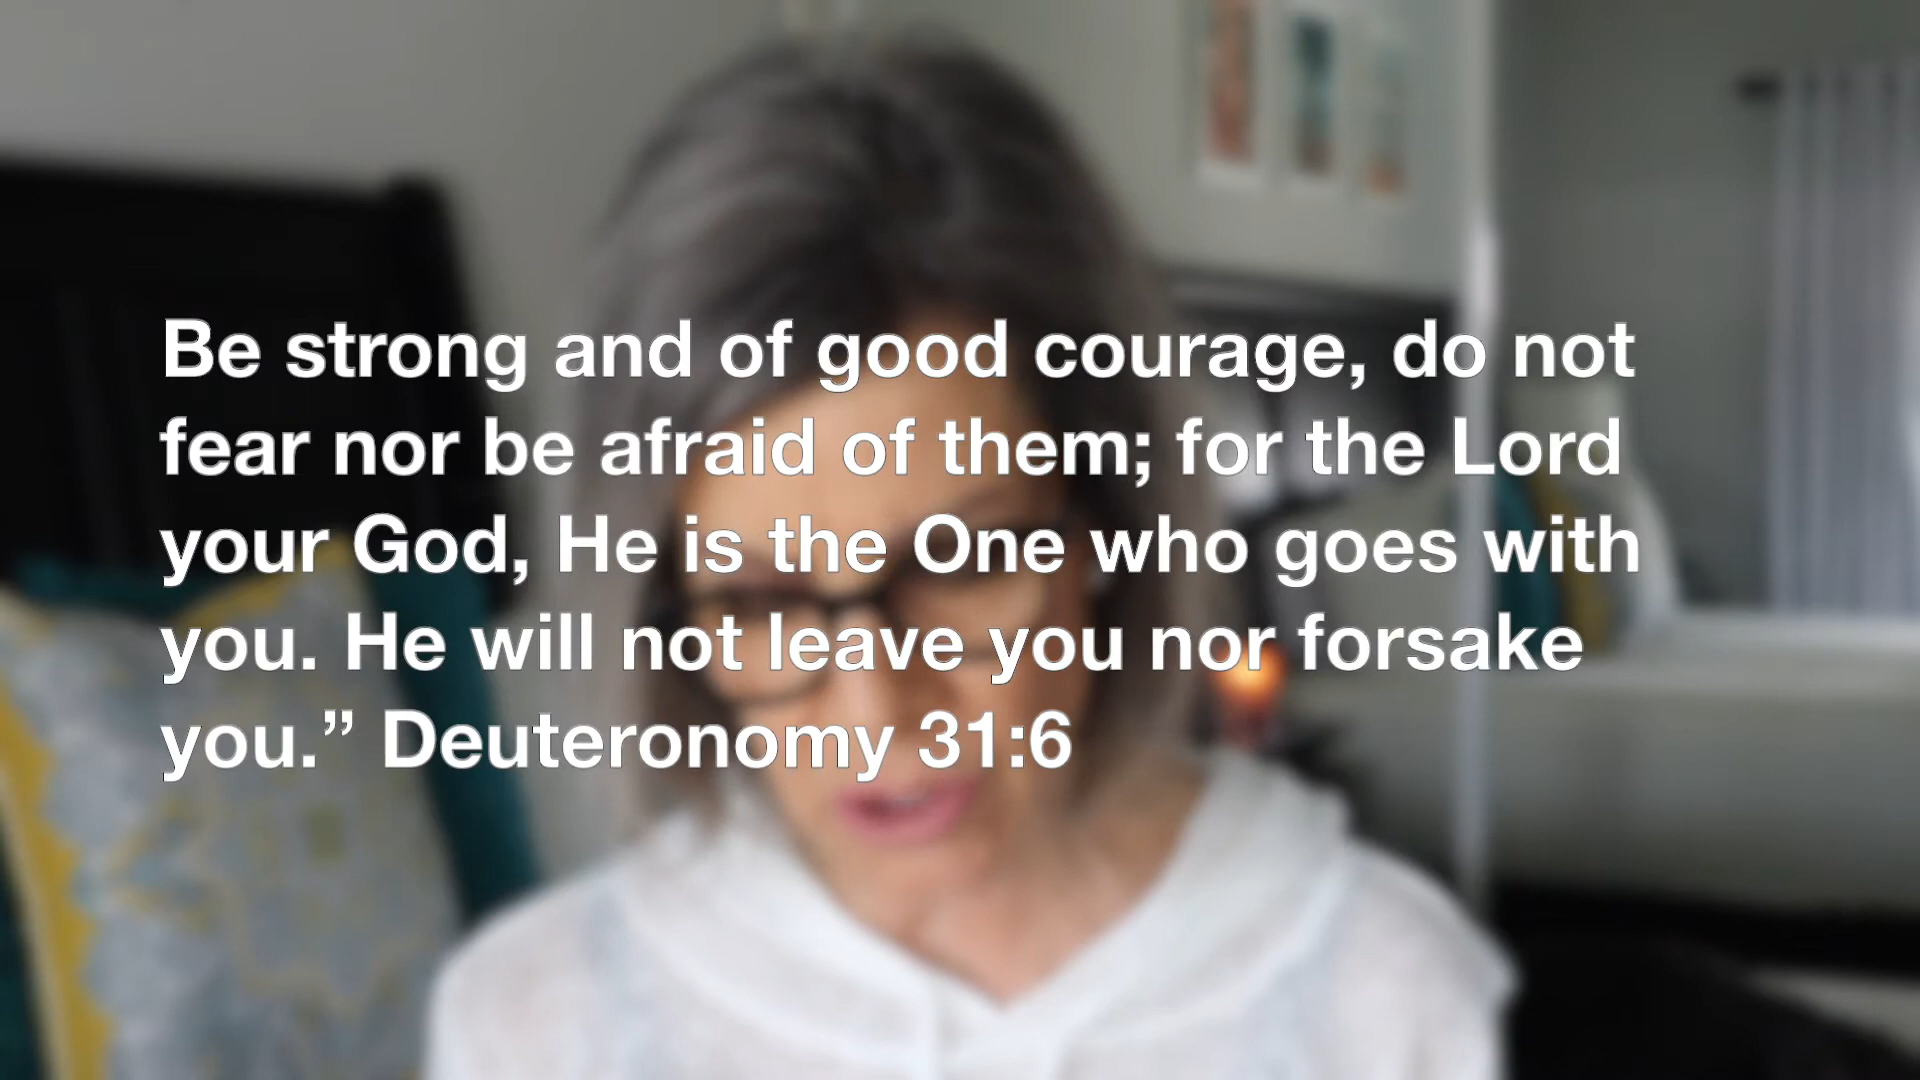 Be strong and of good courage, do not
fear nor be afraid of them; for the Lord
your God, He is the One who goes with
you. He will not leave you nor forsake
you.” Deuteronomy 31:6